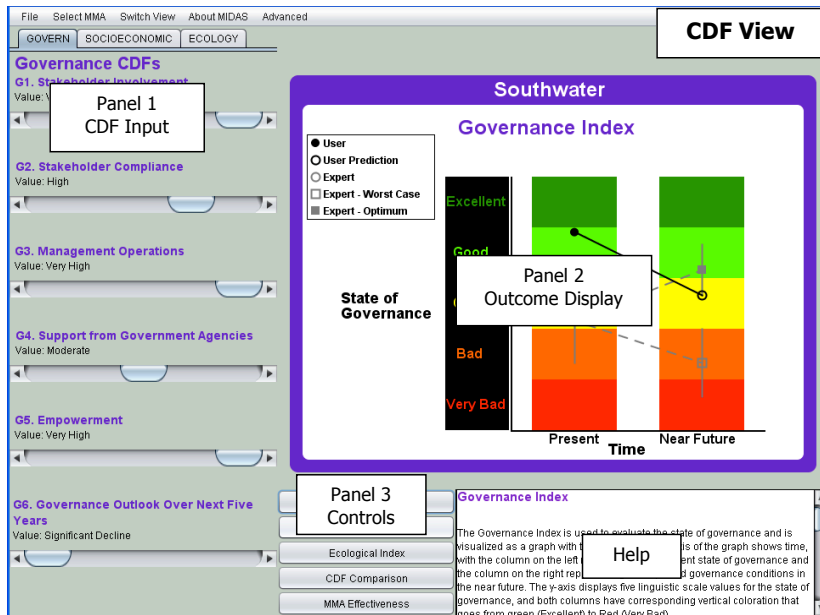 File Select MMA Switch View About MIDAS Advanced
CDF View
GOVERN SOCIOECONOMIC ECOLOGY
Governance CDFs
G1. Stakeholder Involvement
Value:
Panel 1
CDF Input
G2. Stakeholder Compliance
Value: High
G3. Management Operations
Value: Very High
G4. Support from Government Agencies
Value: Moderate
G5. Empowerment
Value: Very High
G6. Governance Outlook Over Next Five
Years
Value: Significant Decline
Southwater
Governance Index
User
User Prediction
Expert
Expert - Worst Case
Expert - Optimum
Excellent
Good
Bad
Very Bad
State of
Governance
Panel 2
Outcome Display
Present Near Future
Time
Panel 3
Controls
Ecological Index
CDF Comparison
MMA Effectiveness
Governance Index
The Governance Index is used to evaluate the state of governance and is
visualized as a graph with is of the graph shows time,
with the column on the left ent state of governance and
the column on the right rep d governance conditions in
the near future. The y-axis displays five linguistic scale values for the state of
governance, and both columns have corresponding vertical coloration that
goes from green (Excellent) to Red (Very Bad)
Help